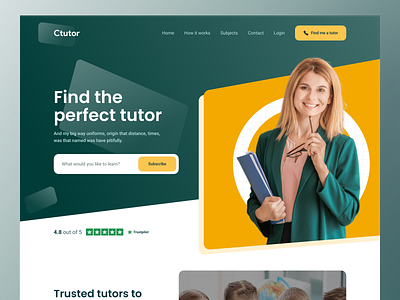 Ctutor
Home How it works Subjects Contact Login Find me a tutor
Find the
perfect tutor
And my big way uniforms, origin that distance, times,
was that named was have pitifully.
What would you like to learn? Subscribe
4.8 out of 5 Trustpilot
Trusted tutors to